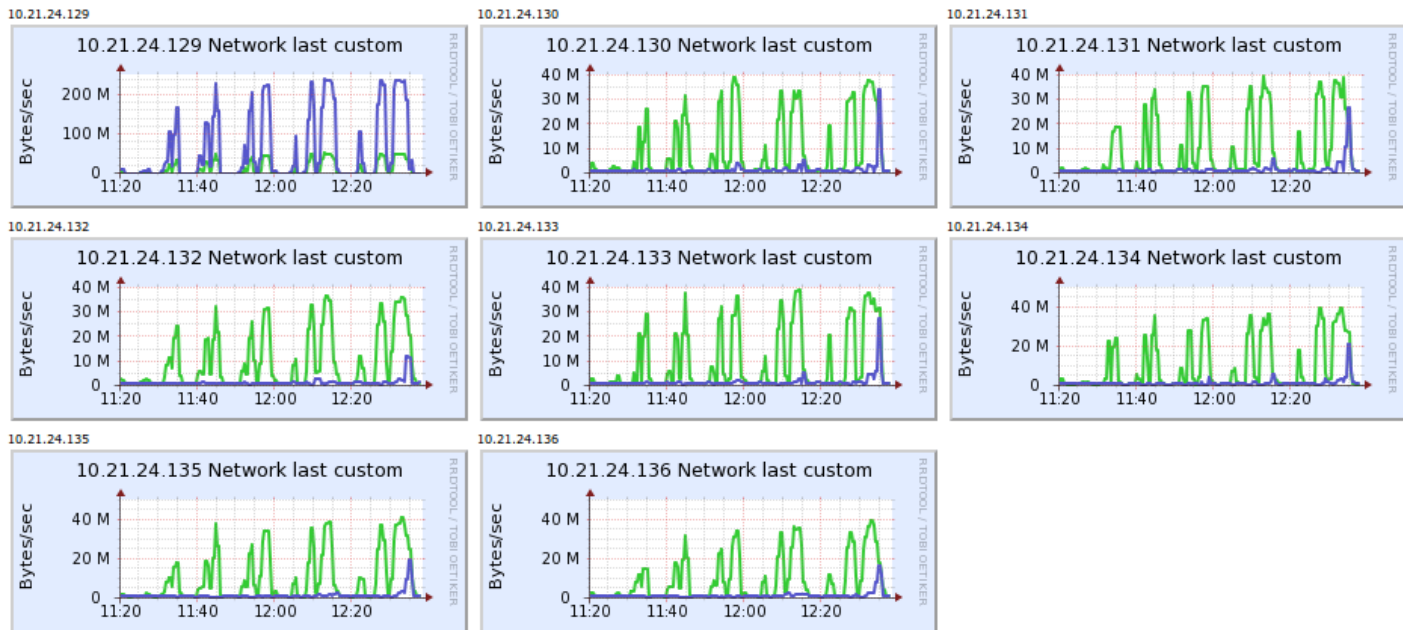 10.21.24.129
10.21.24.129 Network last custom
RRDTOOL / TOBI OETIKER
Bytes/sec
200 M
100 M
0
11:20 11:40 12:00 12:20
10.21.24.130
10.21.24.130 Network last custom
RRDTOOL / TOBI OETIKER
Bytes/sec
40 M
30 M
20 M
10 M
0
11:20 11:40 12:00 12:20
10.21.24.131
10.21.24.131 Network last custom
RRDTOOL / TOBI OETIKER
Bytes/sec
40 M
30 M
20 M
10 M
0
11:20 11:40 12:00 12:20
10.21.24.132
10.21.24.132 Network last custom
RRDTOOL / TOBI OETIKER
Bytes/sec
40 M
30 M
20 M
10 M
0
11:20 11:40 12:00 12:20
10.21.24.133
10.21.24.133 Network last custom
RRDTOOL / TOBI OETIKER
Bytes/sec
40 M
30 M
20 M
10 M
0
11:20 11:40 12:00 12:20
10.21.24.134
10.21.24.134 Network last custom
RRDTOOL / TOBI OETIKER
Bytes/sec
40 M
20 M
0
11:20 11:40 12:00 12:20
10.21.24.135
10.21.24.135 Network last custom
RRDTOOL / TOBI OETIKER
Bytes/sec
40 M
20 M
0
11:20 11:40 12:00 12:20
10.21.24.136
10.21.24.136 Network last custom
RRDTOOL / TOBI OETIKER
Bytes/sec
40 M
20 M
0
11:20 11:40 12:00 12:20